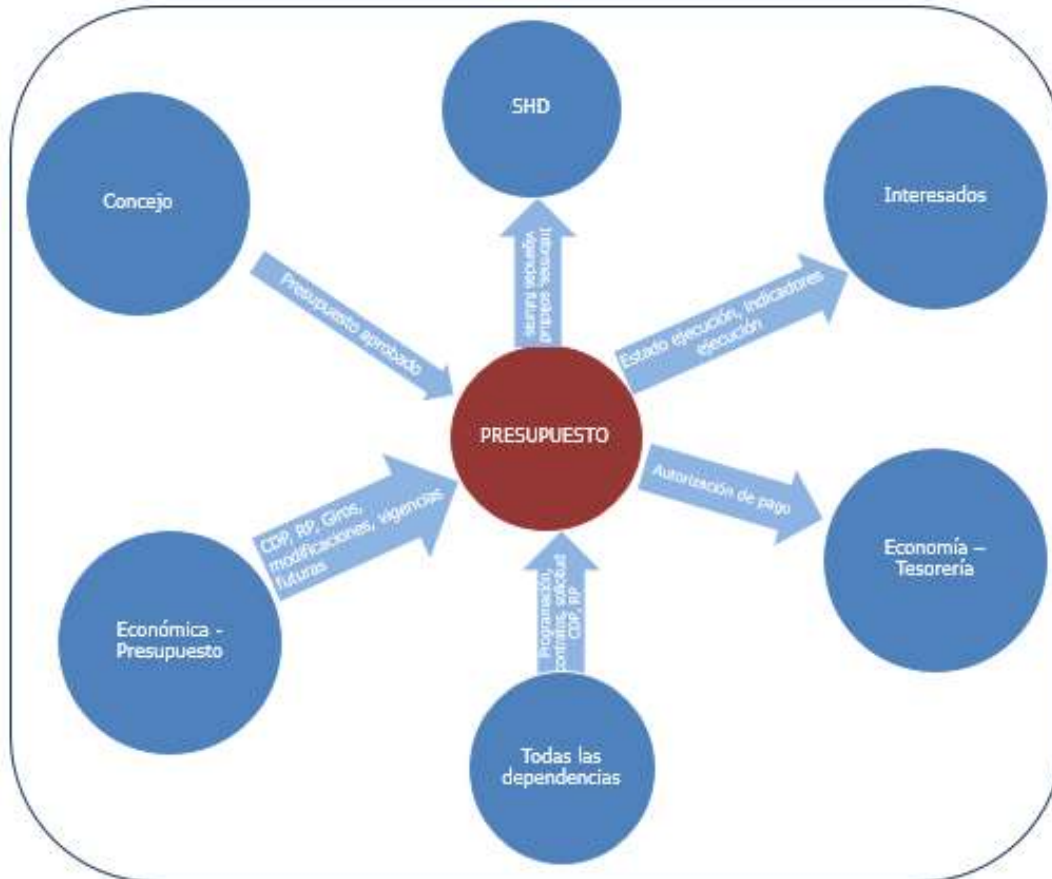 SHD
Concejo
Interesados
Informes, solicitud
vigencias futuras
Presupuesto aprobado
Estado ejecución, indicadores
ejecución
PRESUPUESTO
Autorización de pago
CDP, RP, Giros,
modificaciones, vigencias
futuras
Economía –
Tesorería
Programación,
contratos, solicitud
CDP, RP
Económica -
Presupuesto
Todas las
dependencias